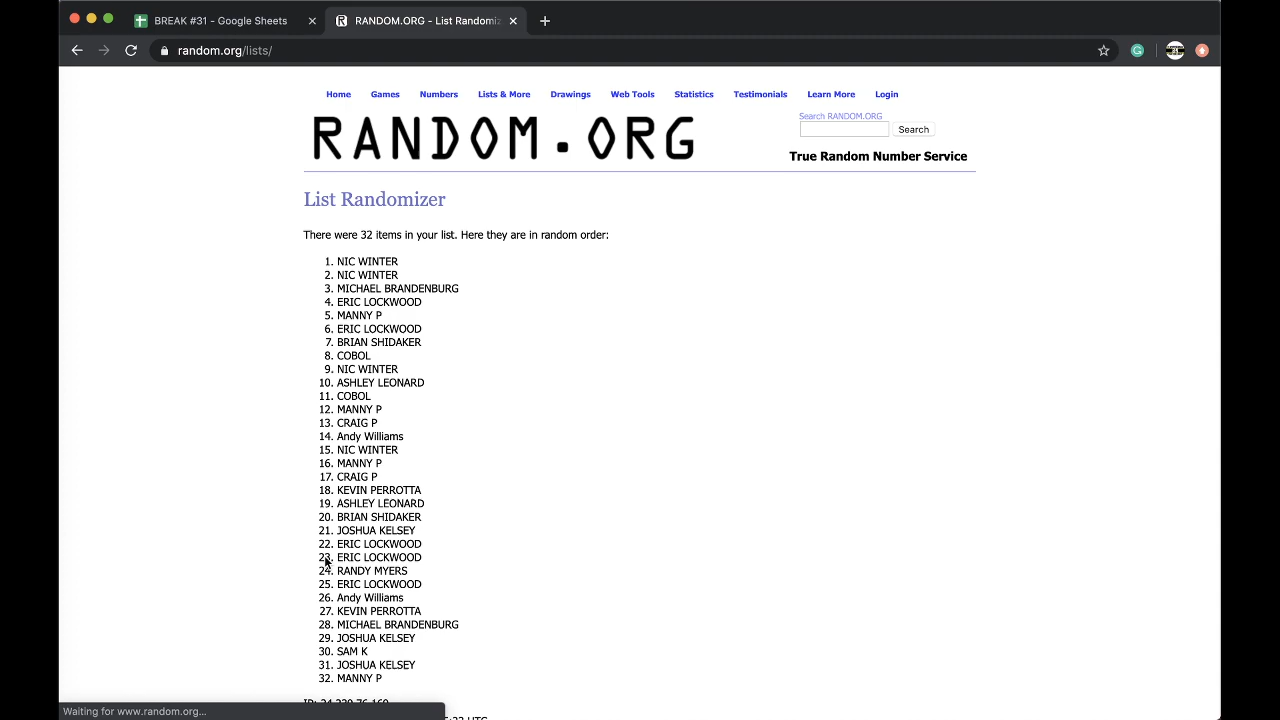 BREAK #31 - Google Sheets
RANDOM.ORG - List Randomiz
random.org/lists/
Home Games Numbers Lists & More Drawings Web Tools Statistics Testimonials Learn More Login
RANDOM.ORG
Search RANDOM.ORG
Search
True Random Number Service
List Randomizer
There were 32 items in your list. Here they are in random order:
1. NIC WINTER
2. NIC WINTER
3. MICHAEL BRANDENBURG
4. ERIC LOCKWOOD
5. MANNY P
6. ERIC LOCKWOOD
7. BRIAN SHIDAKER
8. COBOL
9. NIC WINTER
10. ASHLEY LEONARD
11. COBOL
12. MANNY P
13. CRAIG P
14. Andy Williams
15. NIC WINTER
16. MANNY P
17. CRAIG P
18. KEVIN PERROTTA
19. ASHLEY LEONARD
20. BRIAN SHIDAKER
21. JOSHUA KELSEY
22. ERIC LOCKWOOD
23. ERIC LOCKWOOD
24. RANDY MYERS
25. ERIC LOCKWOOD
26. Andy Williams
27. KEVIN PERROTTA
28. MICHAEL BRANDENBURG
29. JOSHUA KELSEY
30. SAM K
31. JOSHUA KELSEY
32. MANNY P
Waiting for www.random.org...
UTC